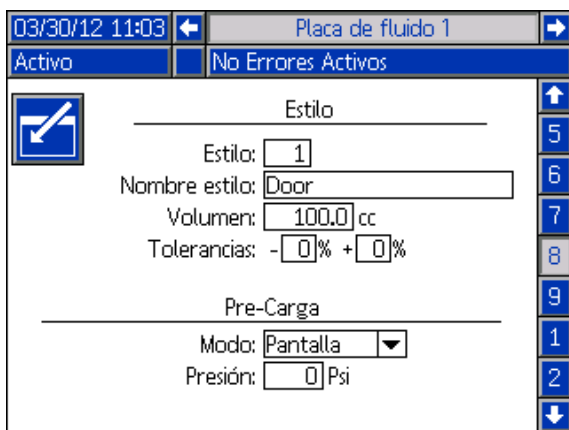 03/30/12 11:03 Placa de fluido 1
Activo No Errores Activos
Estilo
Estilo: 1
Nombre estilo: Door
Volumen: 100.0 cc
Tolerancias: - 0 % + 0 %
Pre-Carga
Modo: Pantalla
Presión: 0 Psi
5
6
7
8
9
1
2